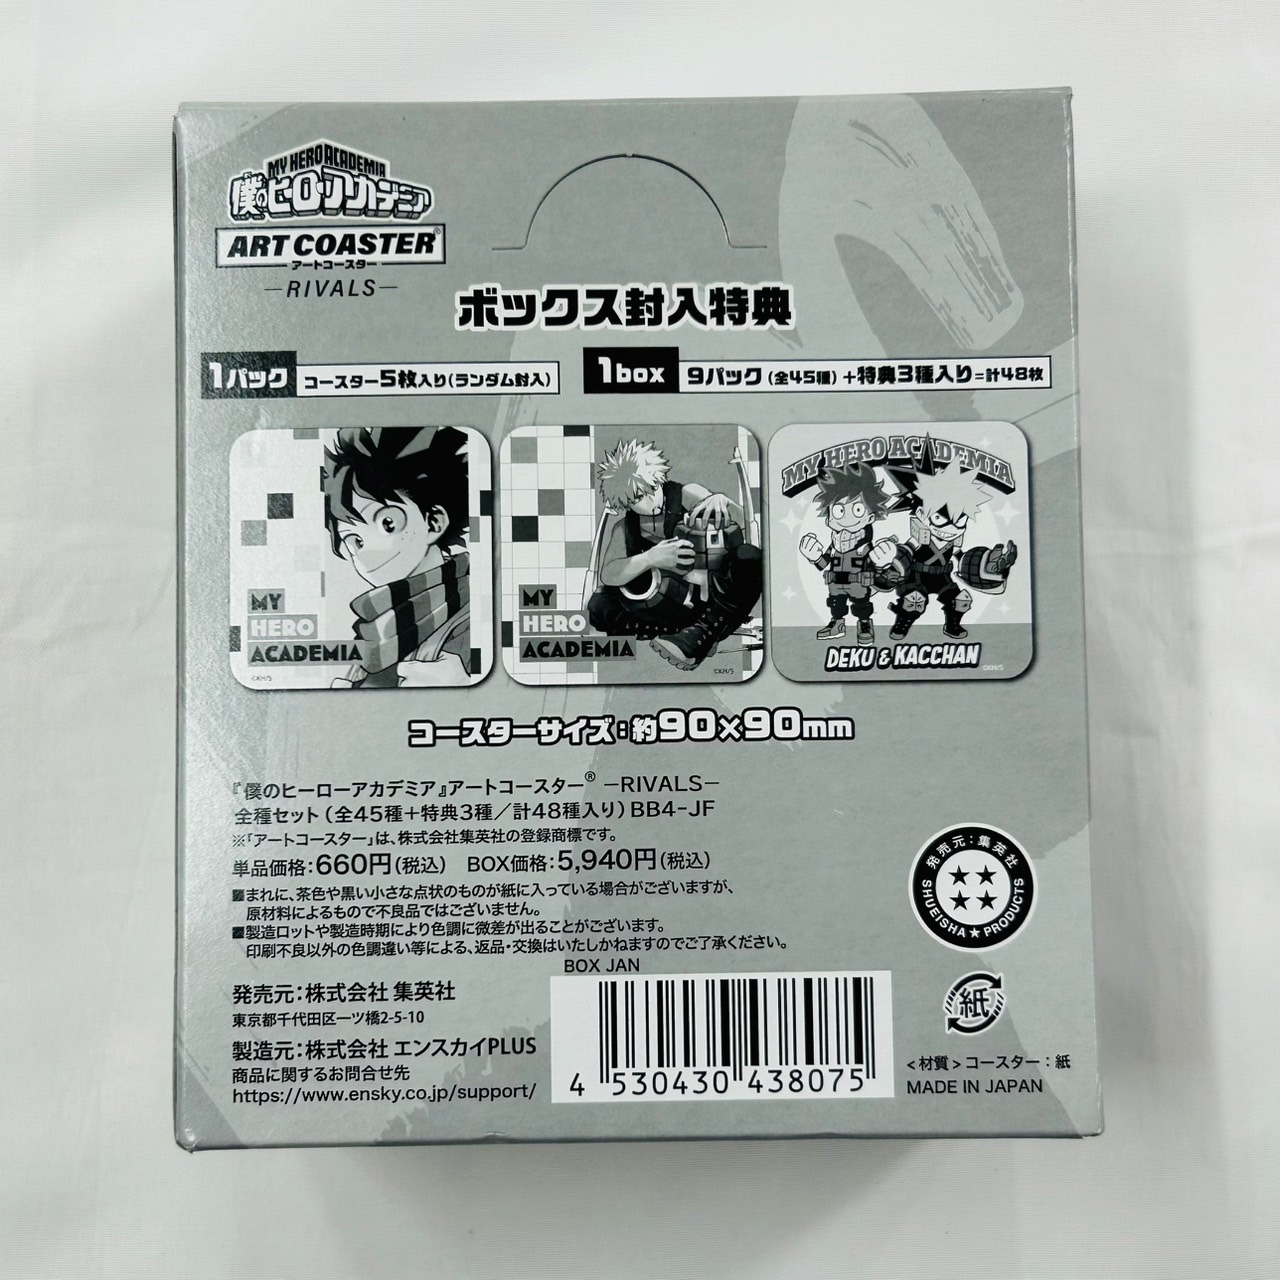 MY HERO ACADEMIA
僕のヒーローアカデミア
ART COASTER®
アートコースター
—RIVALS—
ボックス封入特典
1パック コースター5枚入り(ランダム封入)
1box 9パック(全45種)+特典3種入り=計48枚
MY
HERO
ACADEMIA
©KH/S
MY
HERO
ACADEMIA
©KH/S
MY HERO ACADEMIA
DEKU & KACCHAN
©KH/S
コースターサイズ:約90×90mm
『僕のヒーローアカデミア』アートコースター® —RIVALS—
全種セット(全45種+特典3種/計48種入り)BB4-JF
※「アートコースター」は、株式会社集英社の登録商標です。
単品価格:660円(税込) BOX価格:5,940円(税込)
■まれに、茶色や黒い小さな点状のものが紙に入っている場合がございますが、
原材料によるもので不良品ではございません。
■製造ロットや製造時期により色調に微差が出ることがございます。
印刷不良以外の色調違い等による、返品・交換はいたしかねますのでご了承ください。
BOX JAN
発売元:株式会社 集英社
東京都千代田区一ツ橋2-5-10
製造元:株式会社 エンスカイPLUS
商品に関するお問合せ先
https://www.ensky.co.jp/support/
4 530430 438075
発売元:集英社
SHUEISHA★PRODUCTS
紙
<材質>コースター:紙
MADE IN JAPAN